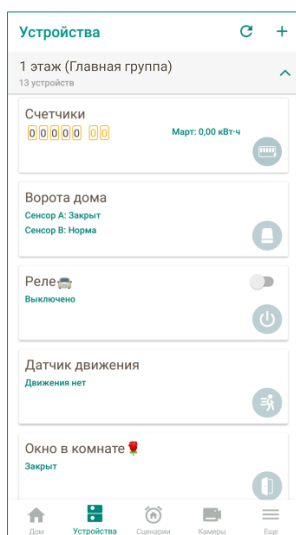 Устройства
1 этаж (Главная группа)
13 устройств
Счетчики
00000 00
Март: 0,00 кВт·ч
Ворота дома
Сенсор A: Закрыт
Сенсор B: Норма
Реле
Выключено
Датчик движения
Движения нет
Окно в комнате
Закрыт
Дом Устройства Сценарии Камеры Еще